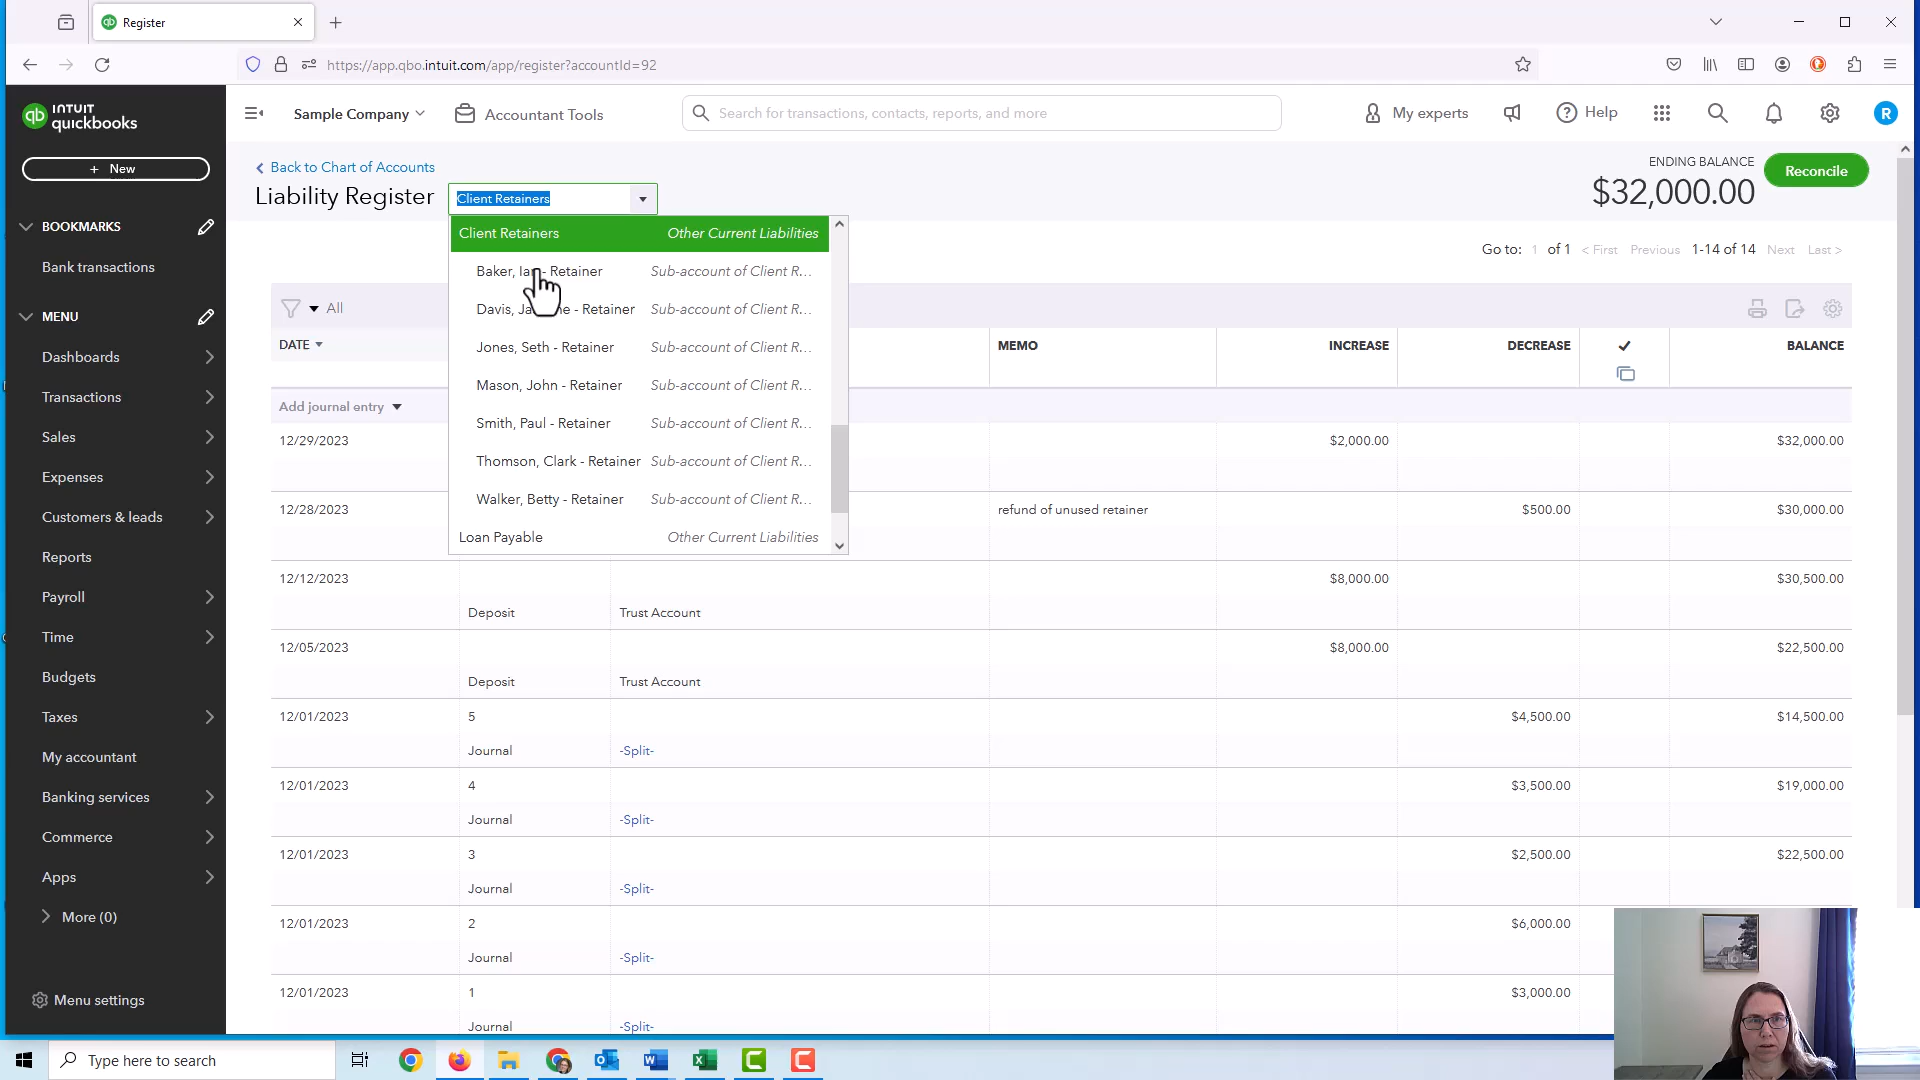 Register
https://app.qbo.intuit.com/app/register?accountId=92
INTUIT
quickbooks
Sample Company
Accountant Tools
Search for transactions, contacts, reports, and more
My experts
Help
R
+ New
BOOKMARKS
Bank transactions
MENU
Dashboards
Transactions
Sales
Expenses
Customers & leads
Reports
Payroll
Time
Budgets
Taxes
My accountant
Banking services
Commerce
Apps
More (0)
Menu settings
Back to Chart of Accounts
Liability Register
Client Retainers
ENDING BALANCE
$32,000.00
Reconcile
Client Retainers Other Current Liabilities
Baker, Ian - Retainer Sub-account of Client R...
Davis, Ja ne - Retainer Sub-account of Client R...
Jones, Seth - Retainer Sub-account of Client R...
Mason, John - Retainer Sub-account of Client R...
Smith, Paul - Retainer Sub-account of Client R...
Thomson, Clark - Retainer Sub-account of Client R...
Walker, Betty - Retainer Sub-account of Client R...
Loan Payable Other Current Liabilities
Go to: 1 of 1 < First Previous 1-14 of 14 Next Last >
All
DATE MEMO INCREASE DECREASE BALANCE
Add journal entry
12/29/2023 $2,000.00 $32,000.00
12/28/2023 refund of unused retainer $500.00 $30,000.00
12/12/2023 $8,000.00 $30,500.00
Deposit Trust Account
12/05/2023 $8,000.00 $22,500.00
Deposit Trust Account
12/01/2023 5 $4,500.00 $14,500.00
Journal -Split-
12/01/2023 4 $3,500.00 $19,000.00
Journal -Split-
12/01/2023 3 $2,500.00 $22,500.00
Journal -Split-
12/01/2023 2 $6,000.00
Journal -Split-
12/01/2023 1 $3,000.00
Journal -Split-
Type here to search